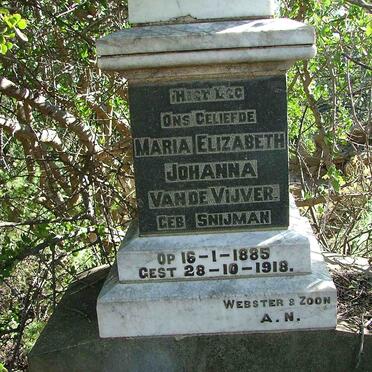 HIER LEG
ONS GELIEFDE
MARIA ELIZABETH
JOHANNA
VAN DE VIJVER
GEB SNIJMAN
OP 16-1-1885
GEST 28-10-1918.
WEBSTER & ZOON
A.N.